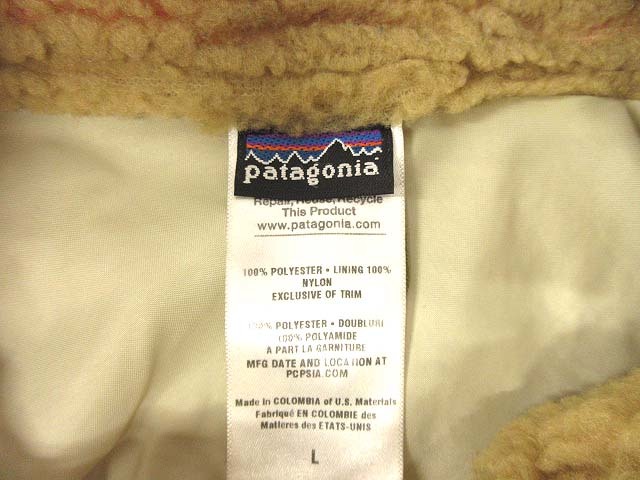 patagonia
Repair, Reuse, Recycle
This Product
www.patagonia.com
100% POLYESTER • LINING 100%
NYLON
EXCLUSIVE OF TRIM
100% POLYESTER • DOUBLURE
100% POLYAMIDE
A PART LA GARNITURE
MFG DATE AND LOCATION AT
PCPSIA.COM
Made in COLOMBIA of U.S. Materials
Fabriqué EN COLOMBIE des
Matieres des ETATS-UNIS
L